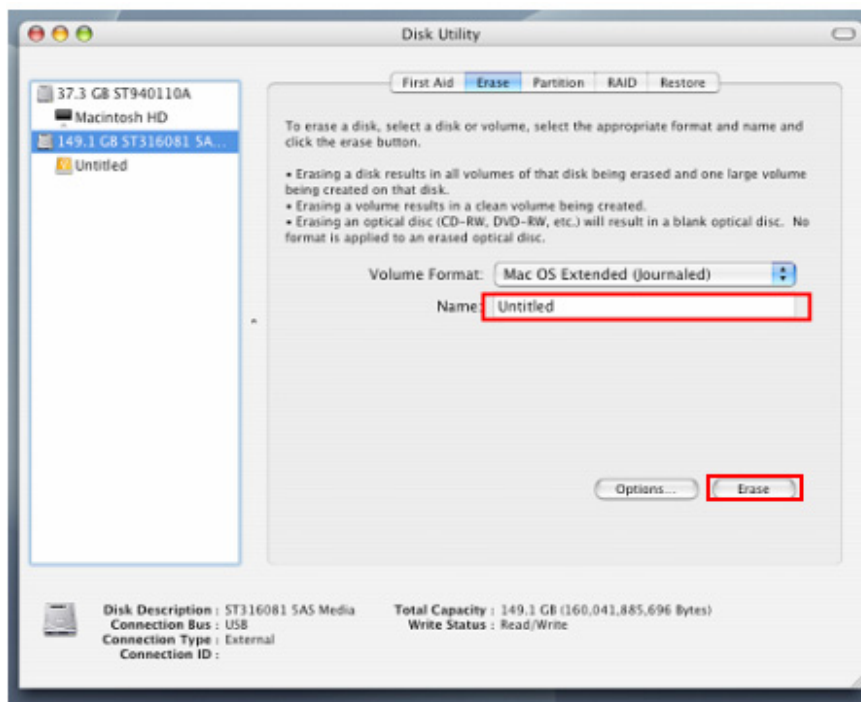 Disk Utility
37.3 GB ST940110A
Macintosh HD
149.1 GB ST316081 5A...
Untitled
First Aid Erase Partition RAID Restore
To erase a disk, select a disk or volume, select the appropriate format and name and
click the erase button.
• Erasing a disk results in all volumes of that disk being erased and one large volume
being created on that disk.
• Erasing a volume results in a clean volume being created.
• Erasing an optical disc (CD-RW, DVD-RW, etc.) will result in a blank optical disc. No
format is applied to an erased optical disc.
Volume Format: Mac OS Extended (Journaled)
Name: Untitled
Options... Erase
Disk Description : ST316081 5AS Media Total Capacity : 149.1 GB (160,041,885,696 Bytes)
Connection Bus : USB Write Status : Read/Write
Connection Type : External
Connection ID :